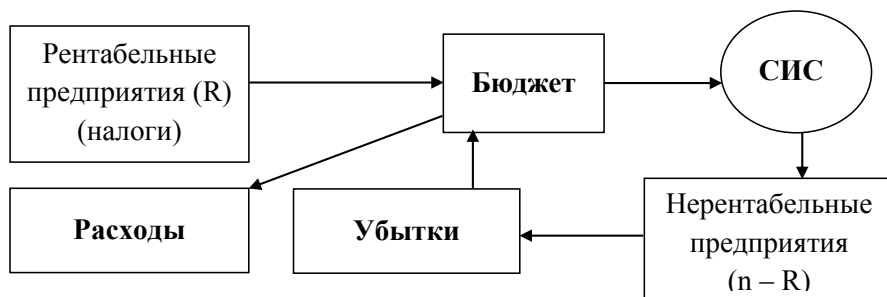 Рентабельные
предприятия (R)
(налоги)
Бюджет
СИС
Расходы
Убытки
Нерентабельные
предприятия
(n – R)